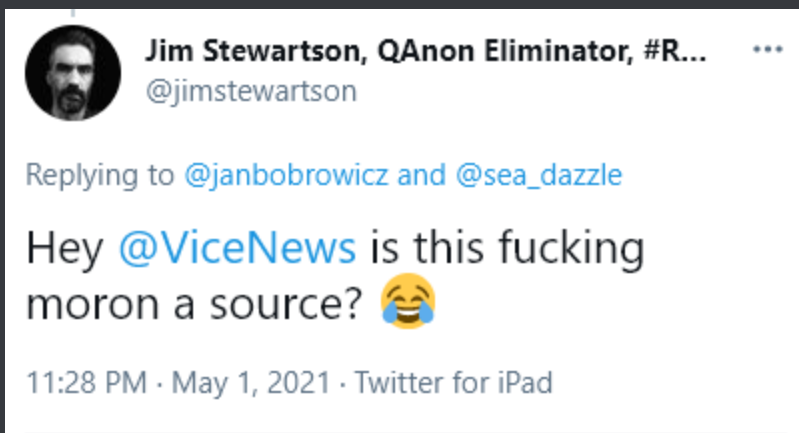 Jim Stewartson, QAnon Eliminator, #R...
@jimstewartson
Replying to @janbobrowicz and @sea_dazzle
Hey @ViceNews is this fucking
moron a source? 😂
11:28 PM · May 1, 2021 · Twitter for iPad